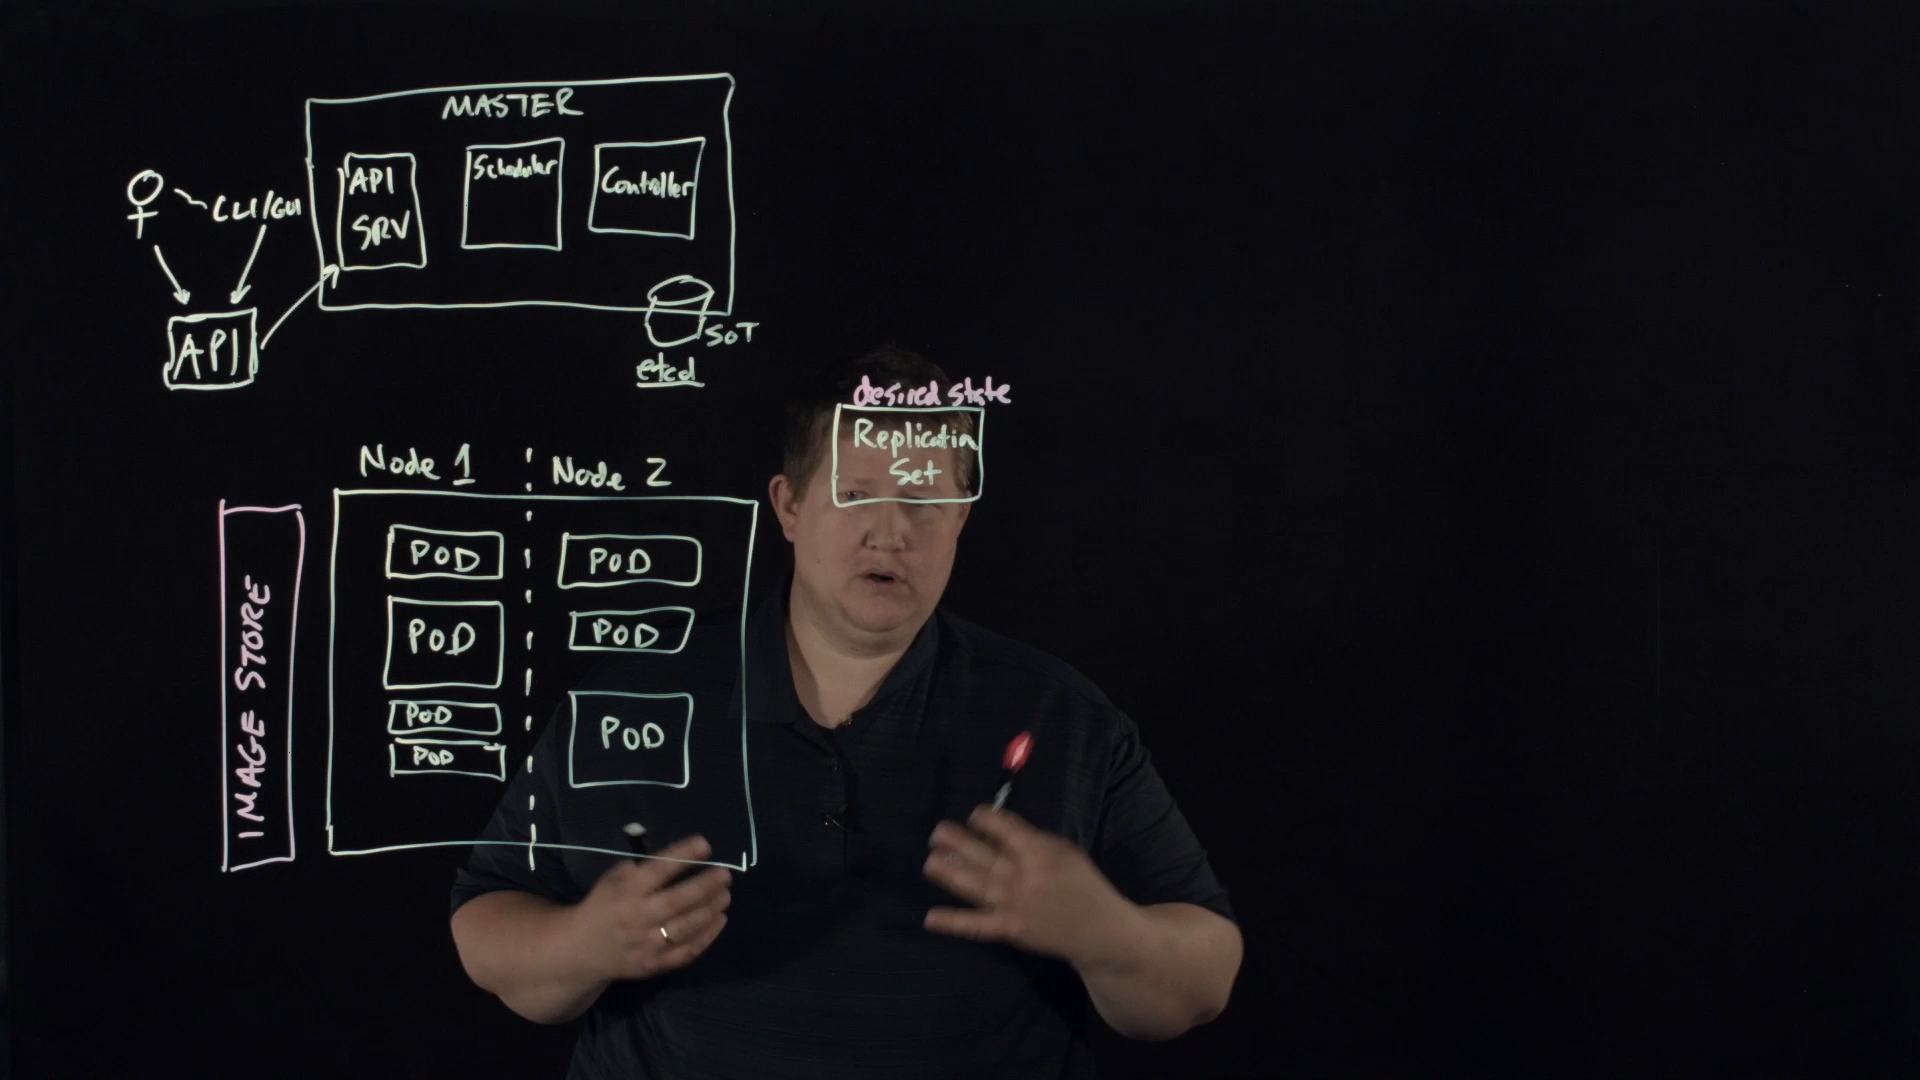 MASTER
API
SRV
Scheduler
Controller
CLI/GUI
API
SOT
etcd
desired state
Replication
Set
Node 1
Node 2
POD
POD
POD
POD
POD
POD
POD
IMAGE STORE